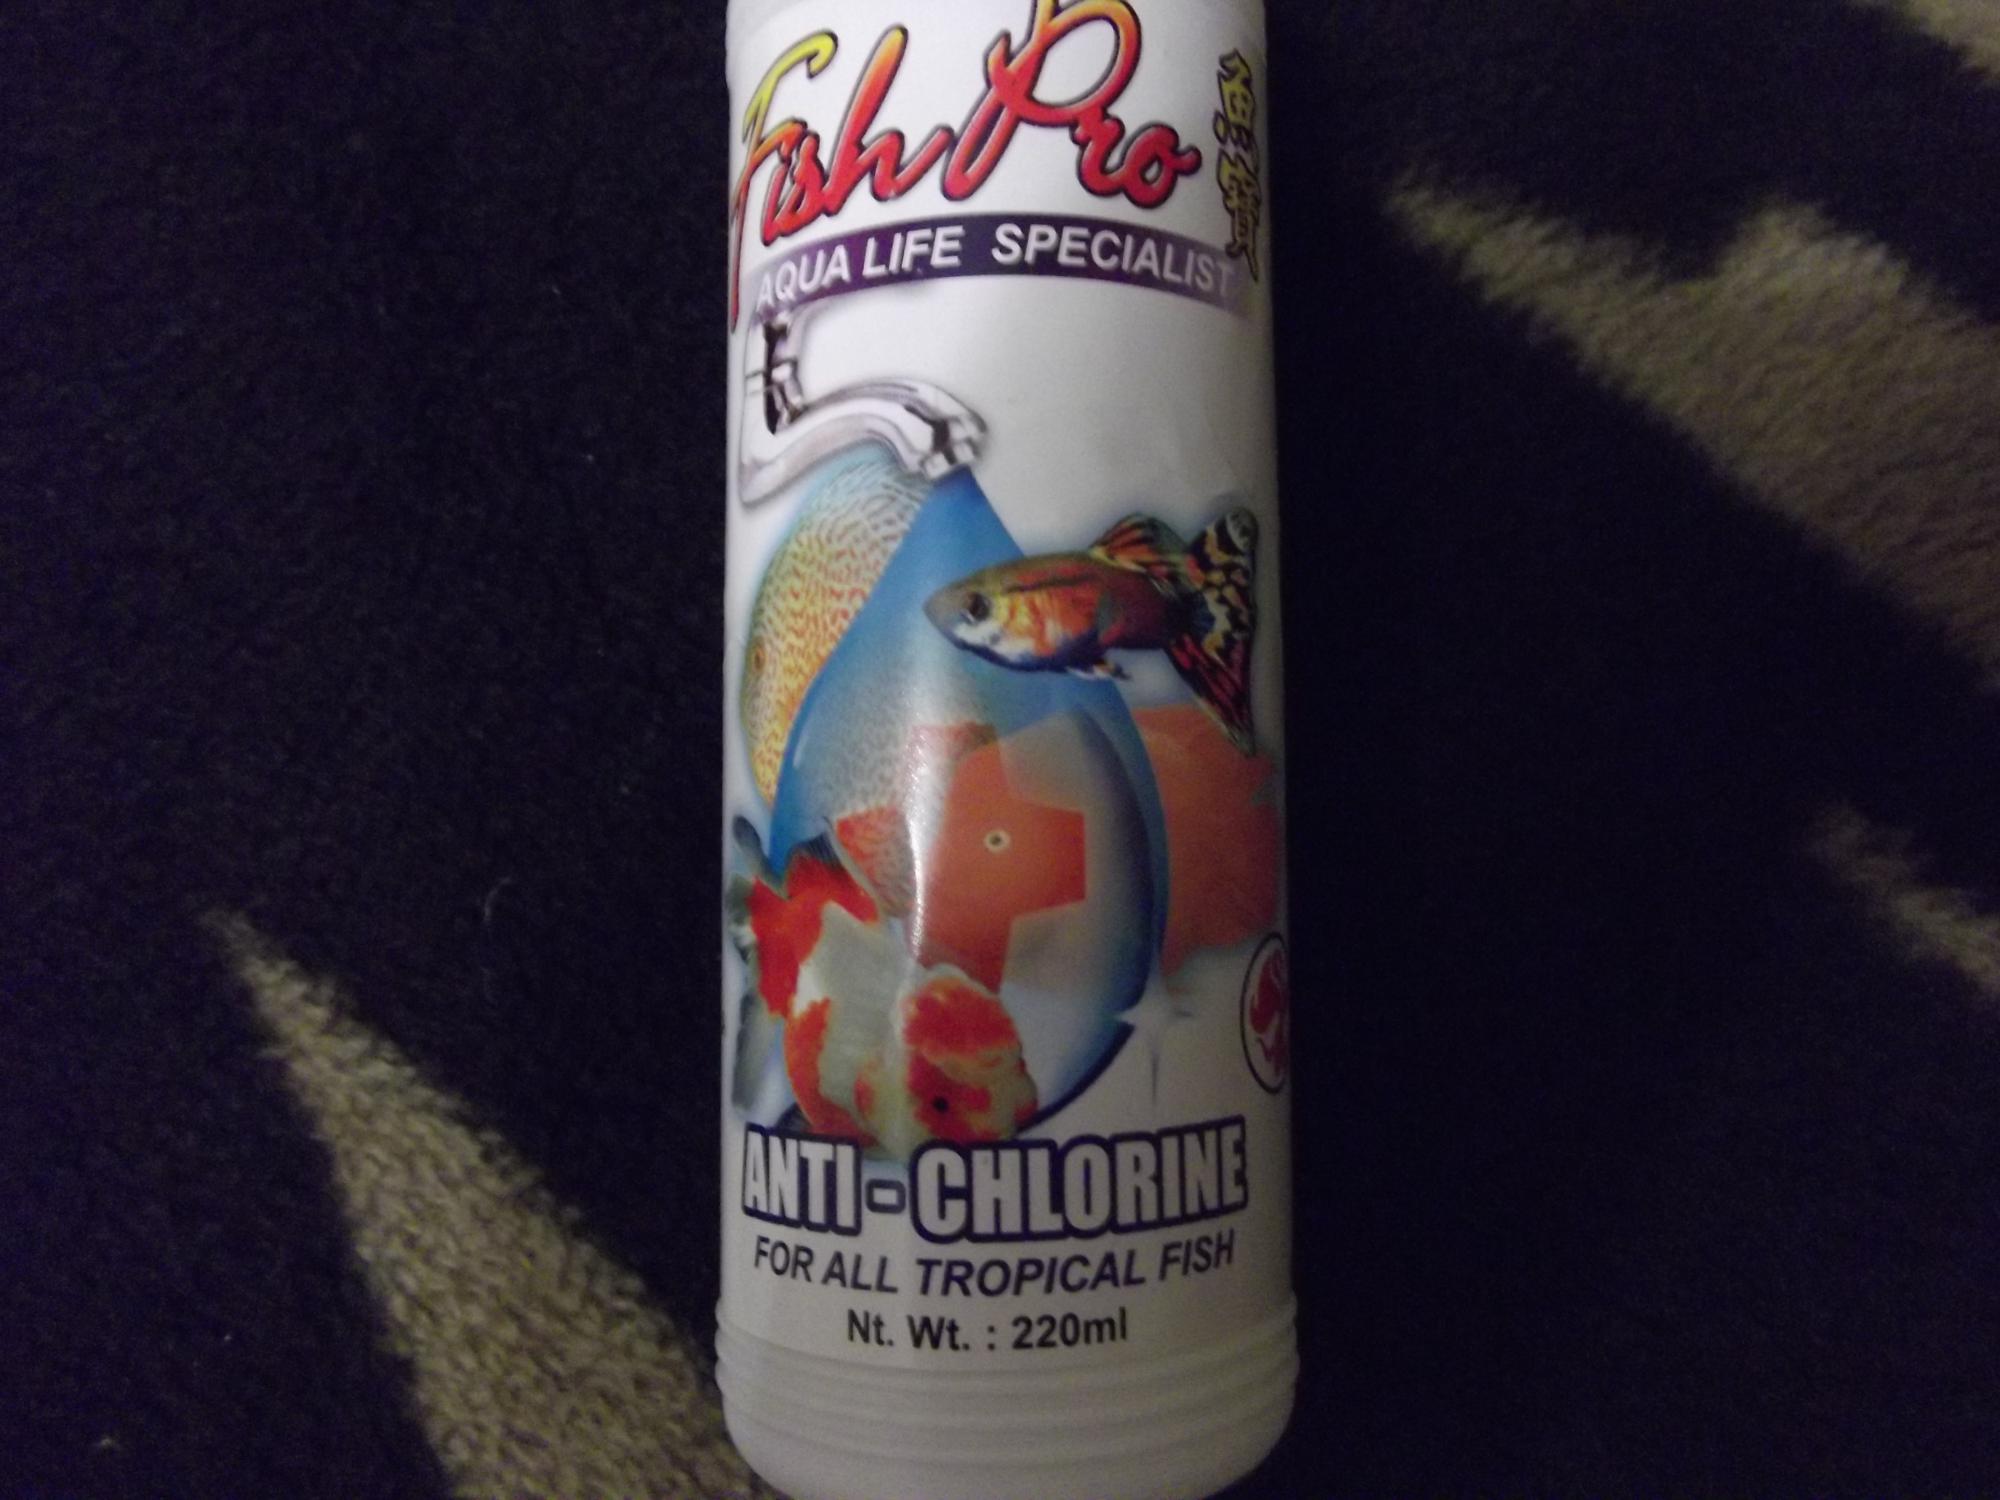 Fish Pro
AQUA LIFE SPECIALIST
ANTI-CHLORINE
FOR ALL TROPICAL FISH
Nt. Wt. : 220ml